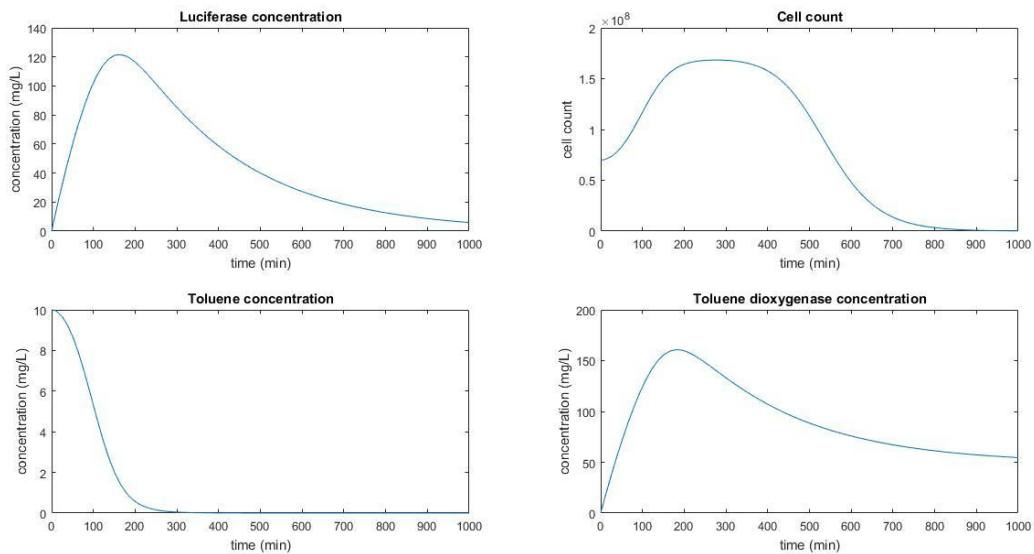 Luciferase concentration
140
120
100
80
60
40
20
0
concentration (mg/L)
0 100 200 300 400 500 600 700 800 900 1000
time (min)
Cell count
×10⁸
2
1.5
1
0.5
0
cell count
0 100 200 300 400 500 600 700 800 900 1000
time (min)
Toluene concentration
10
8
6
4
2
0
concentration (mg/L)
0 100 200 300 400 500 600 700 800 900 1000
time (min)
Toluene dioxygenase concentration
200
150
100
50
0
concentration (mg/L)
0 100 200 300 400 500 600 700 800 900 1000
time (min)